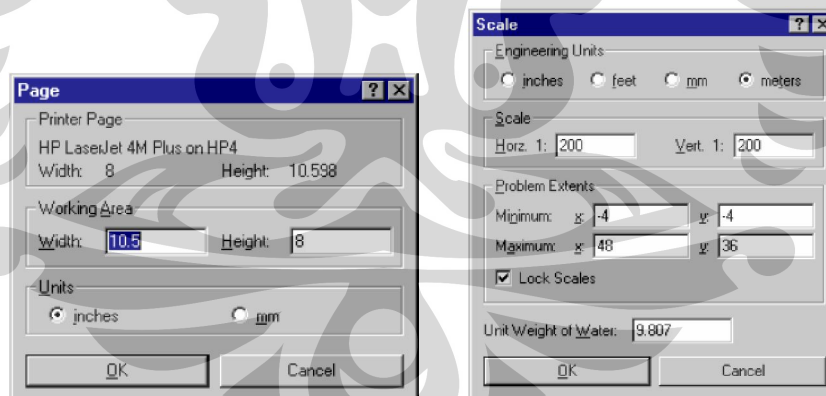 Page
Printer Page
HP LaserJet 4M Plus on HP4
Width: 8 Height: 10.598
Working Area
Width: 10.5 Height: 8
Units
inches mm
OK Cancel
Scale
Engineering Units
inches feet mm meters
Scale
Horz. 1: 200 Vert. 1: 200
Problem Extents
Minimum: x: -4 y: -4
Maximum: x: 48 y: 36
Lock Scales
Unit Weight of Water: 9.807
OK Cancel